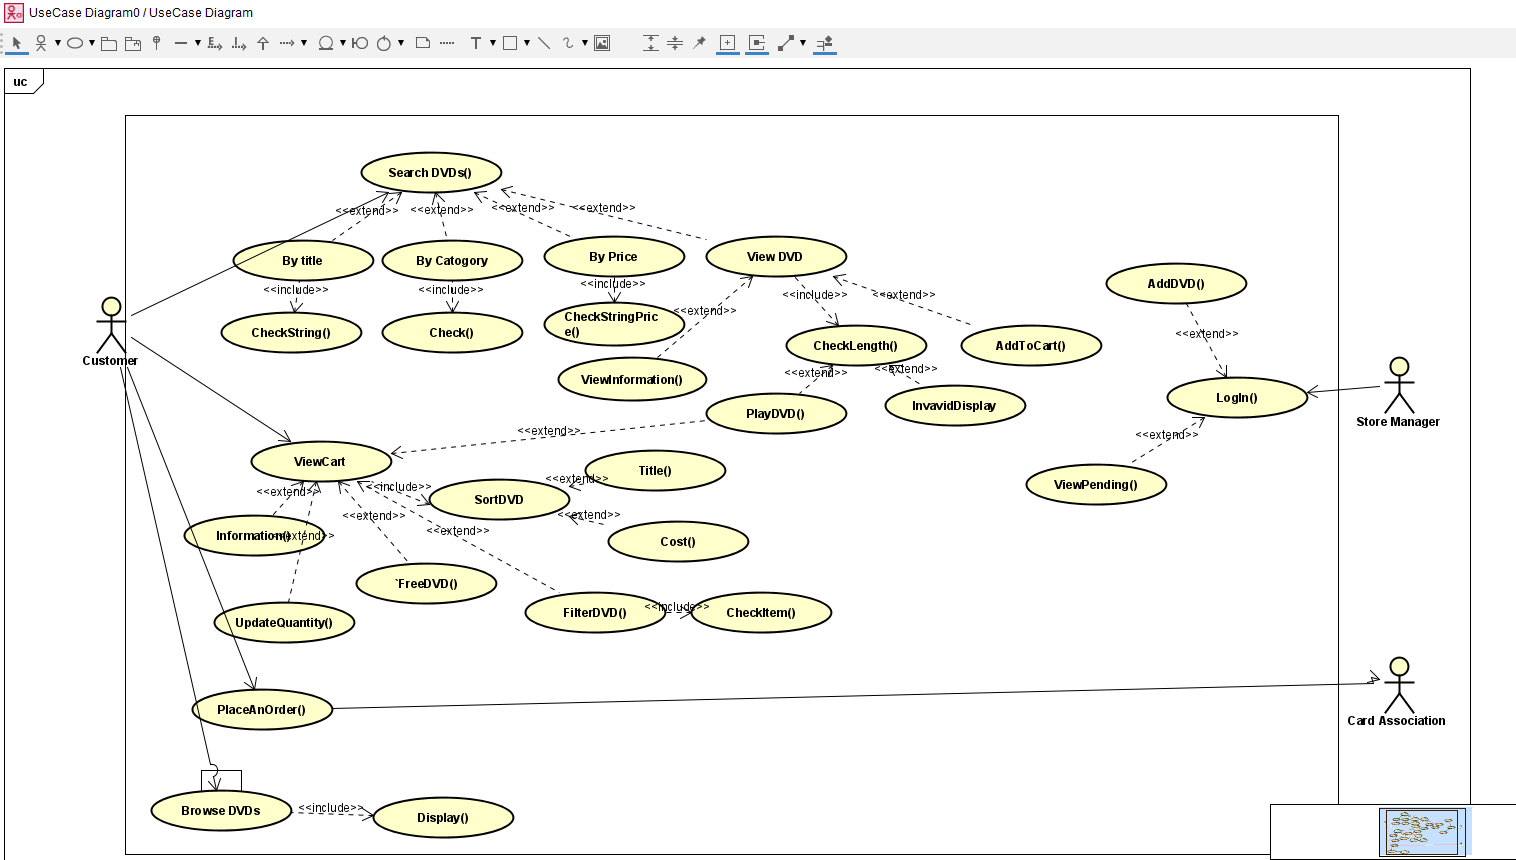 UseCase Diagram0 / UseCase Diagram
uc
Search DVDs()
<<extend>>
<<extend>>
<<extend>>
<<extend>>
By title
By Catogory
By Price
View DVD
<<include>>
<<include>>
<<include>>
<<include>>
<<extend>>
AddDVD()
CheckString()
Check()
CheckStringPric
e()
<<extend>>
CheckLength()
AddToCart()
<<extend>>
Customer
ViewInformation()
<<extend>>
<<extend>>
PlayDVD()
InvavidDisplay
LogIn()
Store Manager
<<extend>>
<<extend>>
ViewCart
Title()
<<extend>>
<<include>>
<<extend>>
SortDVD
ViewPending()
<<extend>>
<<extend>>
<<extend>>
Information()
<<extend>>
Cost()
`FreeDVD()
UpdateQuantity()
FilterDVD()
<<include>>
CheckItem()
PlaceAnOrder()
Card Association
Browse DVDs
<<include>>
Display()